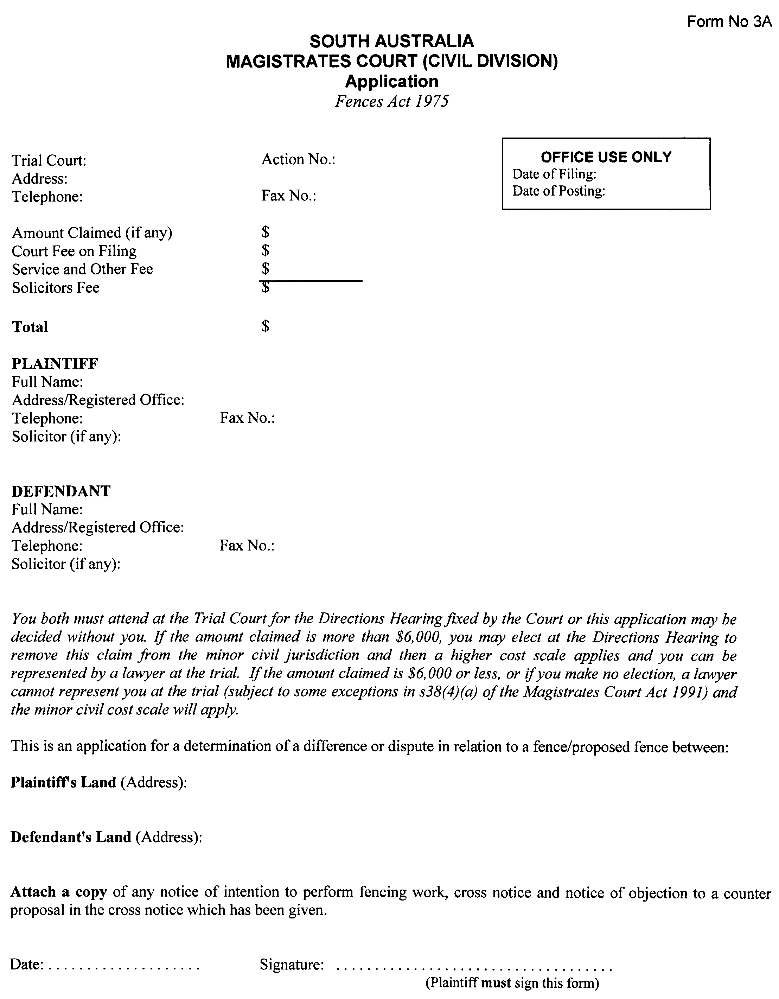 Form No 3A
SOUTH AUSTRALIA
MAGISTRATES COURT (CIVIL DIVISION)
Application
Fences Act 1975
Trial Court: Action No.:
Address:
Telephone: Fax No.:
OFFICE USE ONLY
Date of Filing:
Date of Posting:
Amount Claimed (if any) $
Court Fee on Filing $
Service and Other Fee $
Solicitors Fee $
Total $
PLAINTIFF
Full Name:
Address/Registered Office:
Telephone: Fax No.:
Solicitor (if any):
DEFENDANT
Full Name:
Address/Registered Office:
Telephone: Fax No.:
Solicitor (if any):
You both must attend at the Trial Court for the Directions Hearing fixed by the Court or this application may be
decided without you. If the amount claimed is more than $6,000, you may elect at the Directions Hearing to
remove this claim from the minor civil jurisdiction and then a higher cost scale applies and you can be
represented by a lawyer at the trial. If the amount claimed is $6,000 or less, or if you make no election, a lawyer
cannot represent you at the trial (subject to some exceptions in s38(4)(a) of the Magistrates Court Act 1991) and
the minor civil cost scale will apply.
This is an application for a determination of a difference or dispute in relation to a fence/proposed fence between:
Plaintiff's Land (Address):
Defendant's Land (Address):
Attach a copy of any notice of intention to perform fencing work, cross notice and notice of objection to a counter
proposal in the cross notice which has been given.
Date: . . . . . . . . . . . . . . . . . . . . Signature: . . . . . . . . . . . . . . . . . . . . . . . . . . . . . . . . . . . .
(Plaintiff must sign this form)